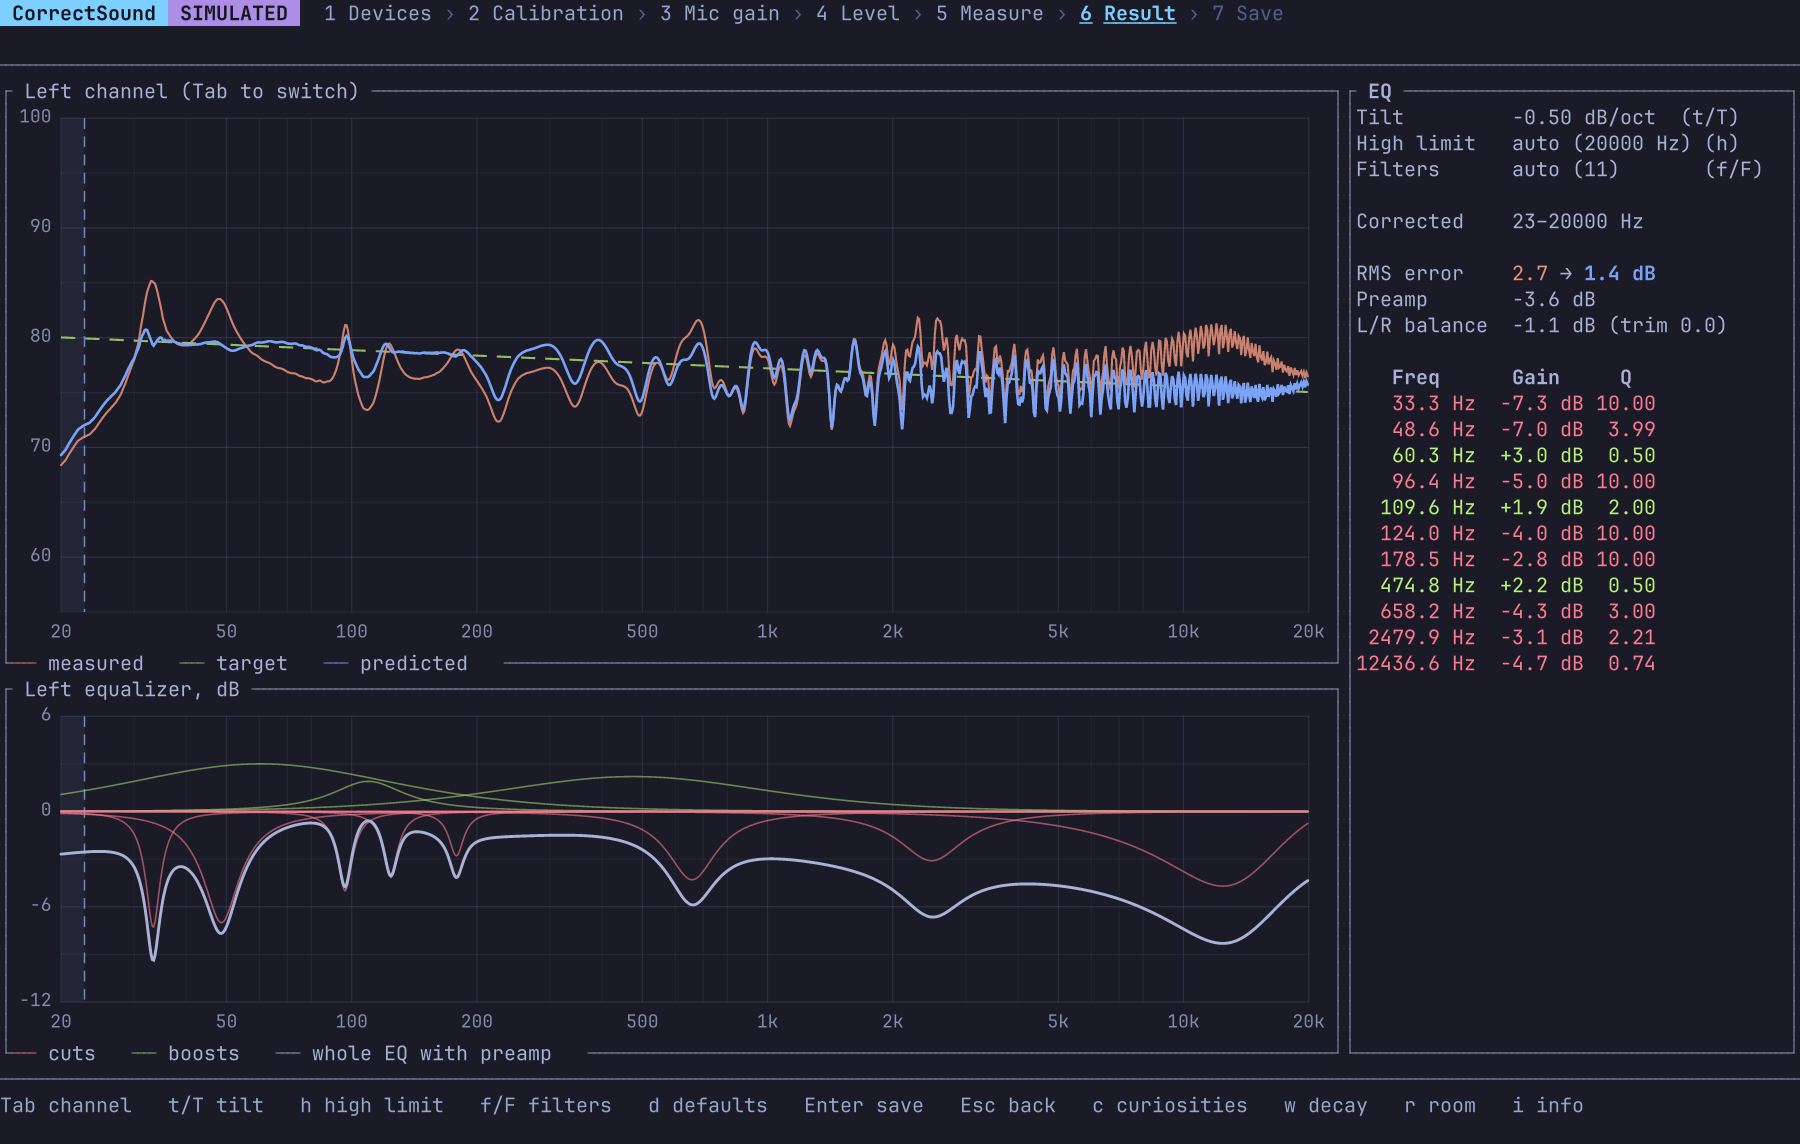 CorrectSound SIMULATED 1 Devices › 2 Calibration › 3 Mic gain › 4 Level › 5 Measure › 6 Result › 7 Save
Left channel (Tab to switch)
100
90
80
70
60
20 50 100 200 500 1k 2k 5k 10k 20k
measured target predicted
Left equalizer, dB
6
0
-6
-12
20 50 100 200 500 1k 2k 5k 10k 20k
cuts boosts whole EQ with preamp
EQ
Tilt -0.50 dB/oct (t/T)
High limit auto (20000 Hz) (h)
Filters auto (11) (f/F)
Corrected 23–20000 Hz
RMS error 2.7 → 1.4 dB
Preamp -3.6 dB
L/R balance -1.1 dB (trim 0.0)
Freq Gain Q
33.3 Hz -7.3 dB 10.00
48.6 Hz -7.0 dB 3.99
60.3 Hz +3.0 dB 0.50
96.4 Hz -5.0 dB 10.00
109.6 Hz +1.9 dB 2.00
124.0 Hz -4.0 dB 10.00
178.5 Hz -2.8 dB 10.00
474.8 Hz +2.2 dB 0.50
658.2 Hz -4.3 dB 3.00
2479.9 Hz -3.1 dB 2.21
12436.6 Hz -4.7 dB 0.74
Tab channel t/T tilt h high limit f/F filters d defaults Enter save Esc back c curiosities w decay r room i info